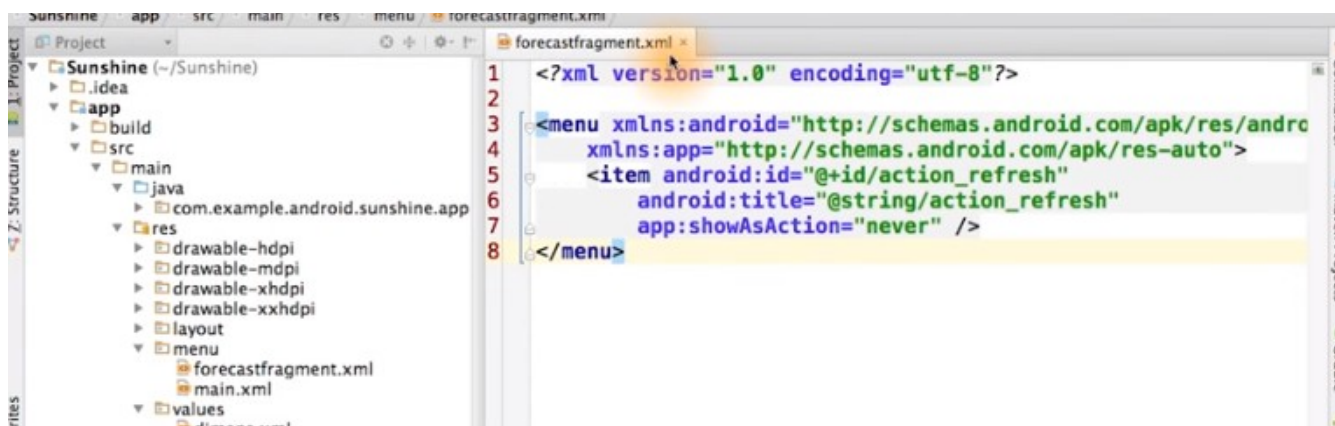 Sunshine app src main res menu forecastfragment.xml
Project
forecastfragment.xml
1: Project
Z: Structure
Sunshine (~/Sunshine)
.idea
app
build
src
main
java
com.example.android.sunshine.app
res
drawable-hdpi
drawable-mdpi
drawable-xhdpi
drawable-xxhdpi
layout
menu
forecastfragment.xml
main.xml
values
1 <?xml version="1.0" encoding="utf-8"?>
2
3 <menu xmlns:android="http://schemas.android.com/apk/res/andro
4 xmlns:app="http://schemas.android.com/apk/res-auto">
5 <item android:id="@+id/action_refresh"
6 android:title="@string/action_refresh"
7 app:showAsAction="never" />
8 </menu>